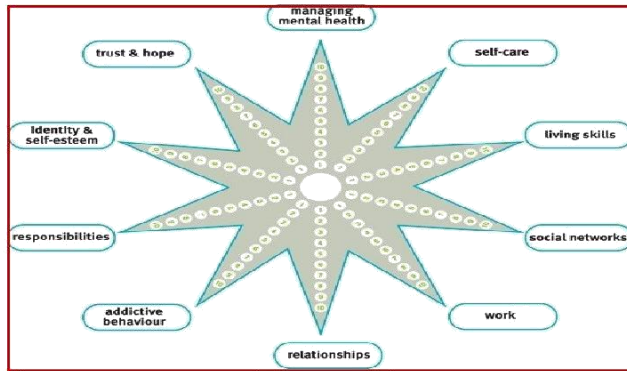 managing
mental health
trust & hope
self-care
identity &
self-esteem
living skills
responsibilities
social networks
addictive
behaviour
work
relationships